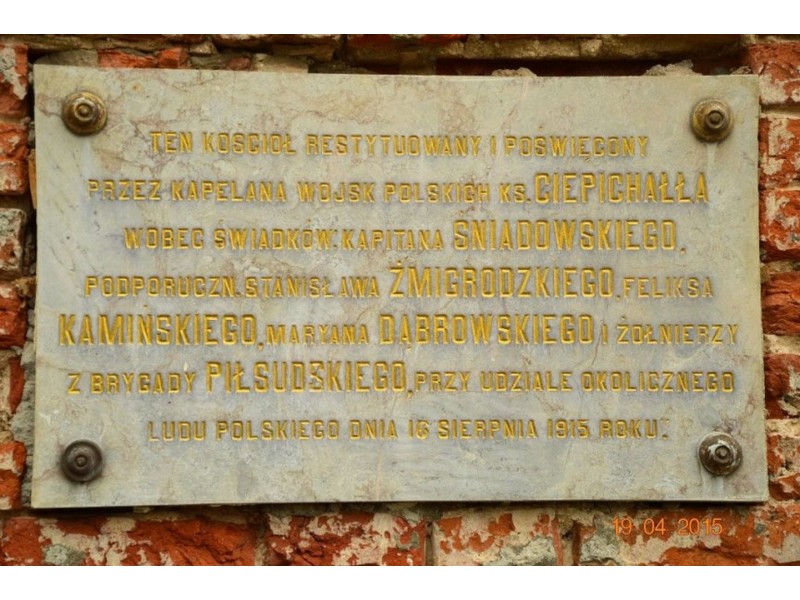 TEN KOŚCIOŁ RESTYTUOWANY I POŚWIĘCONY
PRZEZ KAPELANA WOJSK POLSKICH KS. CIEPICHAŁŁA
WOBEC ŚWIADKÓW: KAPITANA ŚNIADOWSKIEGO,
PODPORUCZN. STANISŁAWA ŻMIGRODZKIEGO, FELIKSA
KAMIŃSKIEGO, MARYANA DĄBROWSKIEGO I ŻOŁNIERZY
Z BRYGADY PIŁSUDSKIEGO, PRZY UDZIALE OKOLICZNEGO
LUDU POLSKIEGO DNIA 16 SIERPNIA 1915 ROKU.
19 04 2015